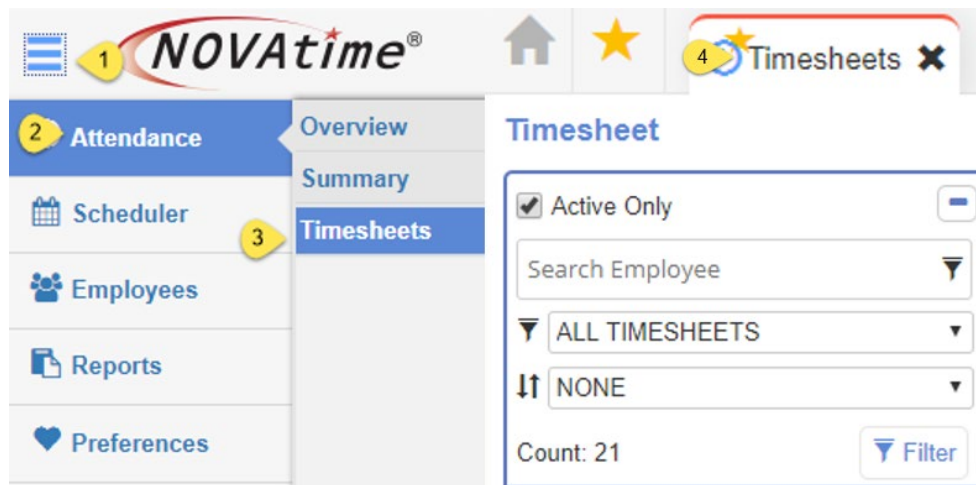 1 NOVAtime® 4 Timesheets
2 Attendance
Scheduler
Employees
Reports
Preferences
Overview
Summary
3 Timesheets
Timesheet
Active Only
Search Employee
ALL TIMESHEETS
NONE
Count: 21
Filter